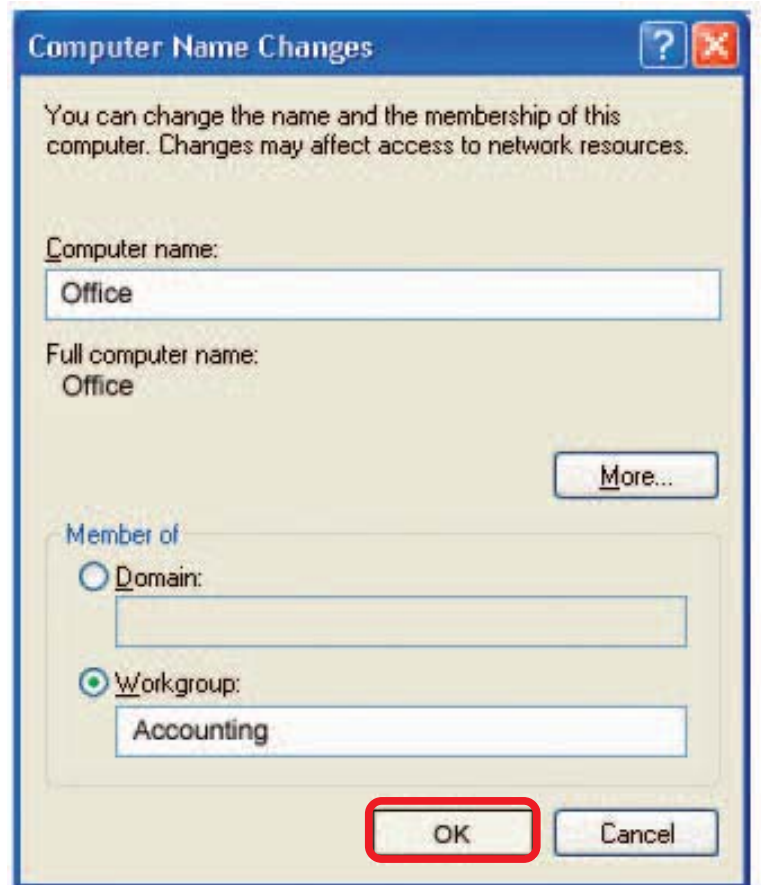 Computer Name Changes
?
You can change the name and the membership of this
computer. Changes may affect access to network resources.
Computer name:
Office
Full computer name:
Office
More...
Member of
Domain:
Workgroup:
Accounting
OK
Cancel